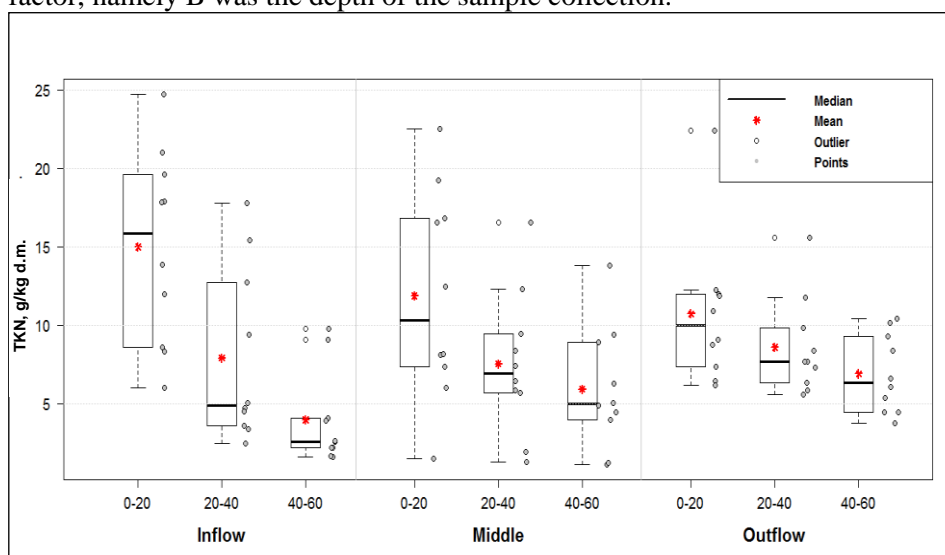 factor, namely B was the depth of the sample collection.
25
20
15
10
5
TKN, g/kg d.m.
Median
Mean
Outlier
Points
0-20 20-40 40-60 0-20 20-40 40-60 0-20 20-40 40-60
Inflow Middle Outflow